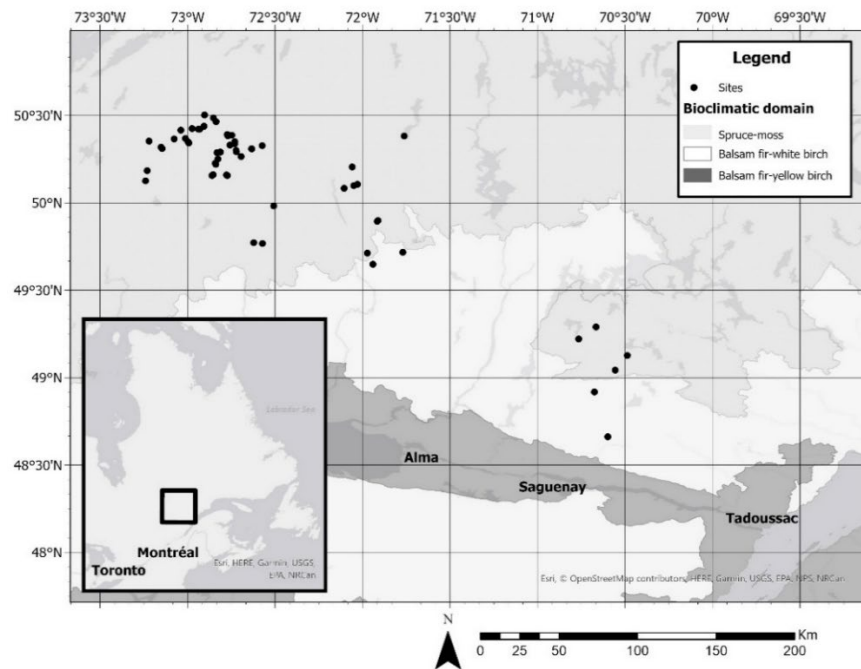 73°30'W 73°W 72°30'W 72°W 71°30'W 71°W 70°30'W 70°W 69°30'W
Legend
Sites
Bioclimatic domain
Spruce-moss
Balsam fir-white birch
Balsam fir-yellow birch
50°30'N
50°N
49°30'N
49°N
48°30'N
48°N
Labrador Sea
Montréal
Toronto
Esri, HERE, Garmin, USGS,
EPA, NRCan
Alma
Saguenay
Tadoussac
Esri, © OpenStreetMap contributors, HERE, Garmin, USGS, EPA, NPS, NRCan
N
Km
0 25 50 100 150 200